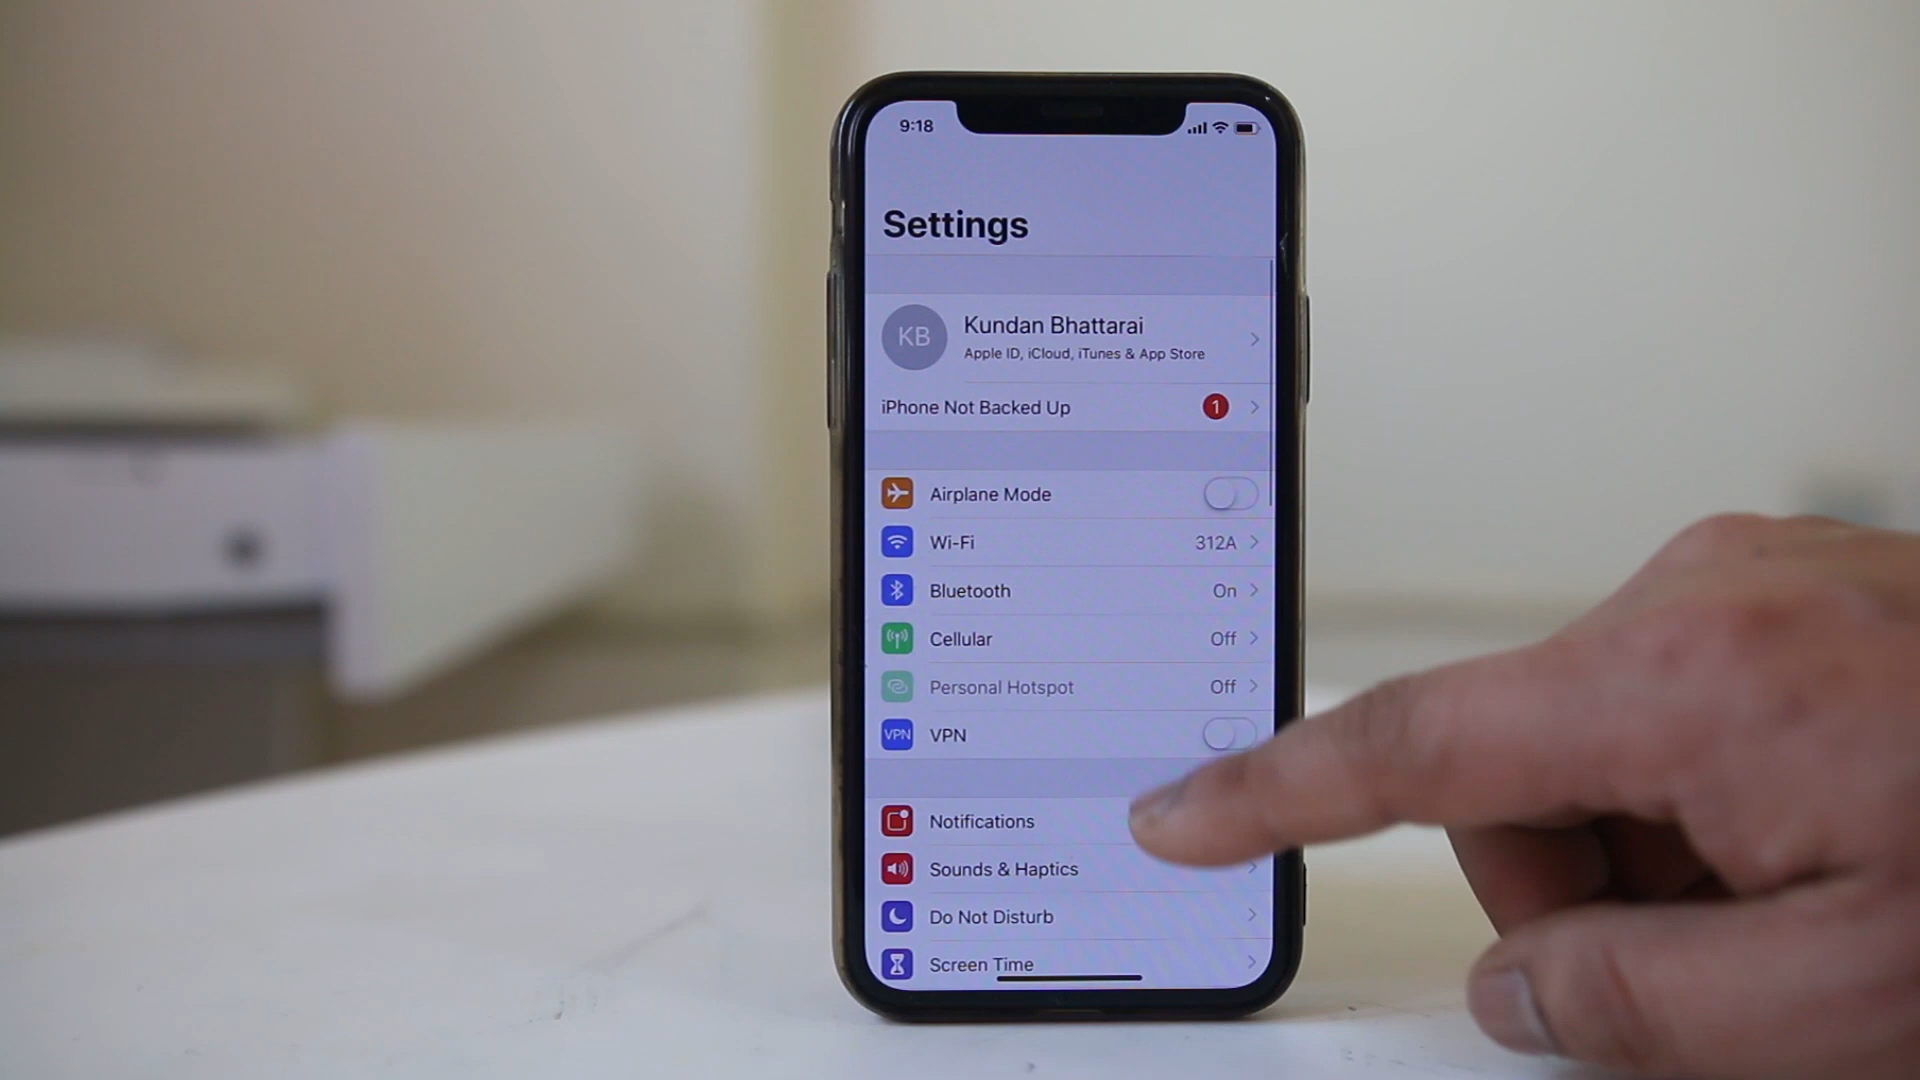 9:18
Settings
KB
Kundan Bhattarai
Apple ID, iCloud, iTunes & App Store
iPhone Not Backed Up 1
Airplane Mode
Wi-Fi 312A
Bluetooth On
Cellular Off
Personal Hotspot Off
VPN VPN
Notifications
Sounds & Haptics
Do Not Disturb
Screen Time